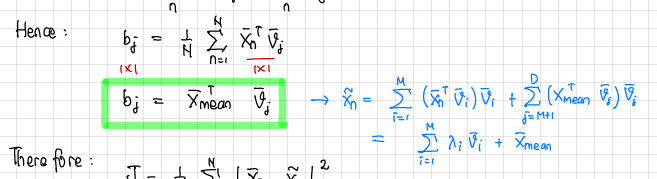 n n
Hence : b_j = 1/N Σ_{n=1}^{N} x̄_n^T v̄_j
1×1 1×1
b_j = x̄_mean^T v̄_j → x̃_n = Σ_{i=1}^{M} (x̄_n^T v̄_i) v̄_i + Σ_{j=M+1}^{D} (x_mean^T v̄_j) v̄_j
= Σ_{i=1}^{M} λ_i v̄_i + x̄_mean
Therefore :